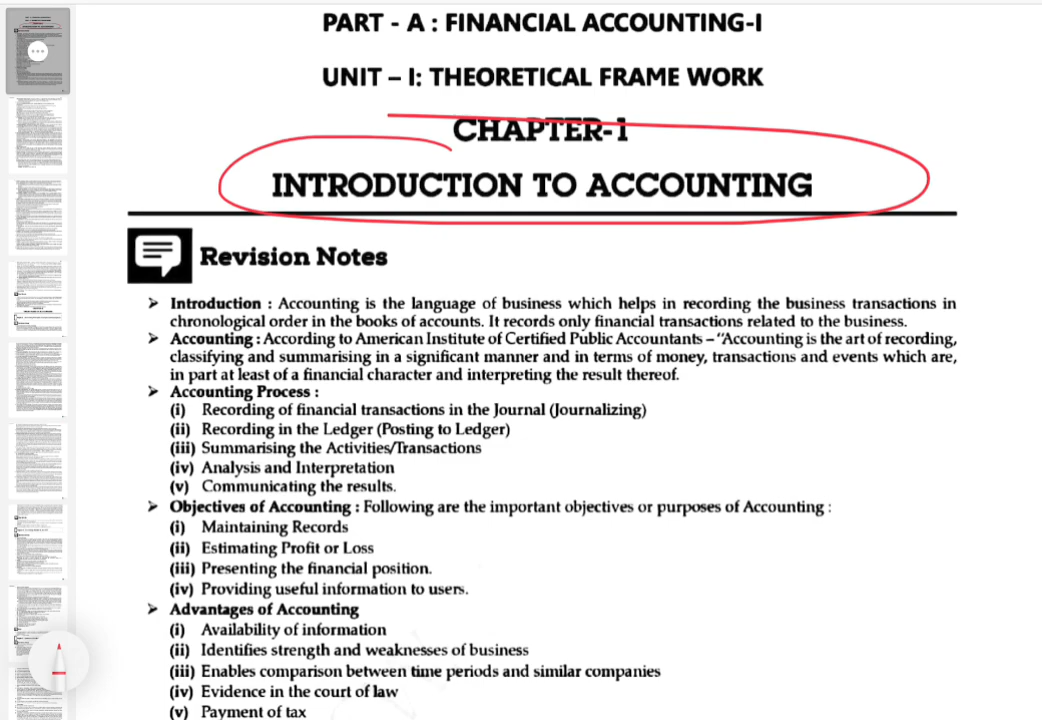 PART - A : FINANCIAL ACCOUNTING-I
UNIT – I: THEORETICAL FRAME WORK
CHAPTER-1
INTRODUCTION TO ACCOUNTING
Revision Notes
➢ Introduction : Accounting is the language of business which helps in recording the business transactions in
chronological order in the books of accounts. It records only financial transactions related to the business.
➢ Accounting : According to American Institute of Certified Public Accountants – "Accounting is the art of recording,
classifying and summarising in a significant manner and in terms of money, transactions and events which are,
in part at least of a financial character and interpreting the result thereof.
➢ Accounting Process :
(i) Recording of financial transactions in the Journal (Journalizing)
(ii) Recording in the Ledger (Posting to Ledger)
(iii) Summarising the Activities/Transactions
(iv) Analysis and Interpretation
(v) Communicating the results.
➢ Objectives of Accounting : Following are the important objectives or purposes of Accounting :
(i) Maintaining Records
(ii) Estimating Profit or Loss
(iii) Presenting the financial position.
(iv) Providing useful information to users.
➢ Advantages of Accounting
(i) Availability of information
(ii) Identifies strength and weaknesses of business
(iii) Enables comparison between time periods and similar companies
(iv) Evidence in the court of law
(v) Payment of tax